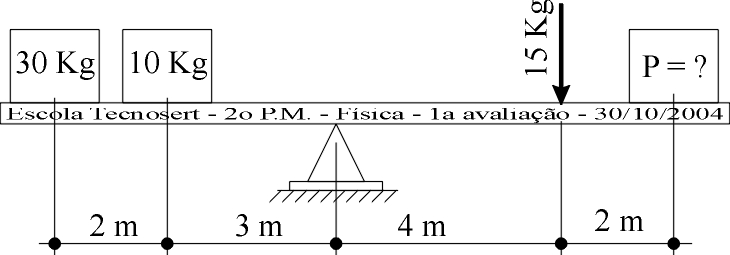 15 Kg
30 Kg 10 Kg P = ?
Escola Tecnosert - 2o P.M. - Física - 1a avaliação - 30/10/2004
2 m 3 m 4 m 2 m